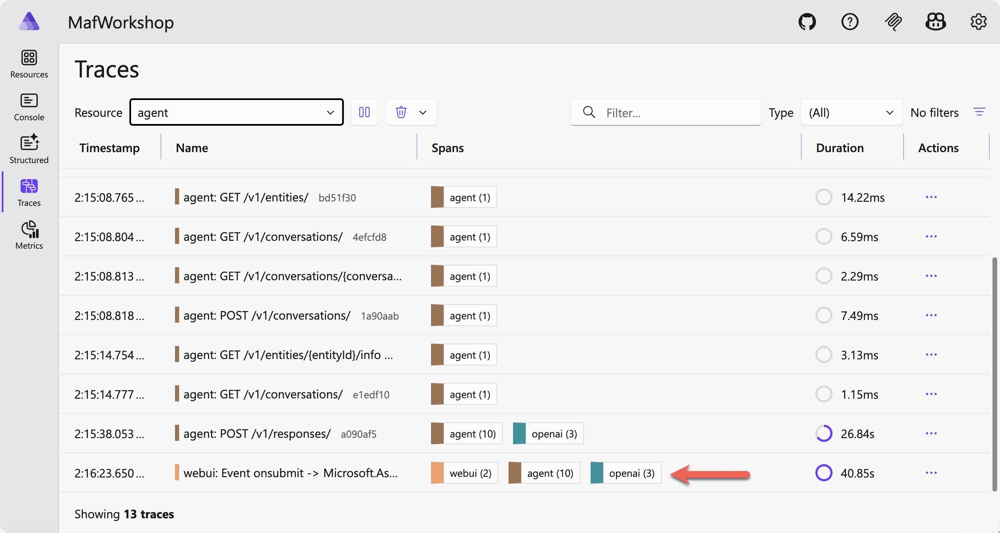 MafWorkshop
Resources
Console
Structured
Traces
Metrics
Traces
Resource agent Filter... Type (All) No filters
Timestamp Name Spans Duration Actions
2:15:08.765 ... agent: GET /v1/entities/ bd51f30 agent (1) 14.22ms ...
2:15:08.804 ... agent: GET /v1/conversations/ 4efcfd8 agent (1) 6.59ms ...
2:15:08.813 ... agent: GET /v1/conversations/{conversa... agent (1) 2.29ms ...
2:15:08.818 ... agent: POST /v1/conversations/ 1a90aab agent (1) 7.49ms ...
2:15:14.754 ... agent: GET /v1/entities/{entityId}/info ... agent (1) 3.13ms ...
2:15:14.777 ... agent: GET /v1/conversations/ e1edf10 agent (1) 1.15ms ...
2:15:38.053 ... agent: POST /v1/responses/ a090af5 agent (10) openai (3) 26.84s ...
2:16:23.650 ... webui: Event onsubmit -> Microsoft.As... webui (2) agent (10) openai (3) 40.85s ...
Showing 13 traces